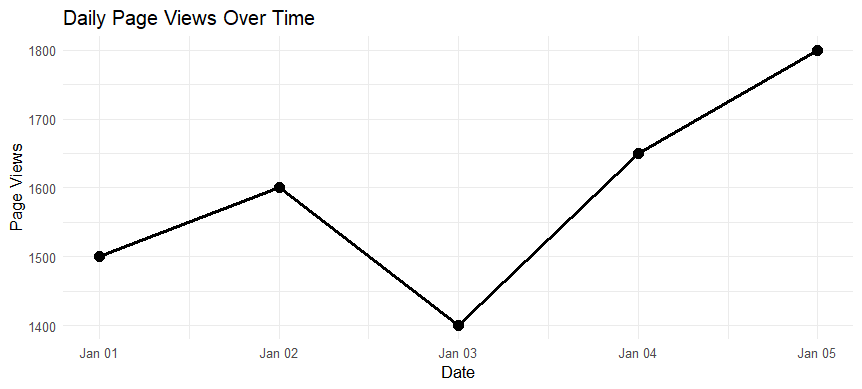 Daily Page Views Over Time
1800
1700
1600
1500
1400
Page Views
Jan 01 Jan 02 Jan 03 Jan 04 Jan 05
Date